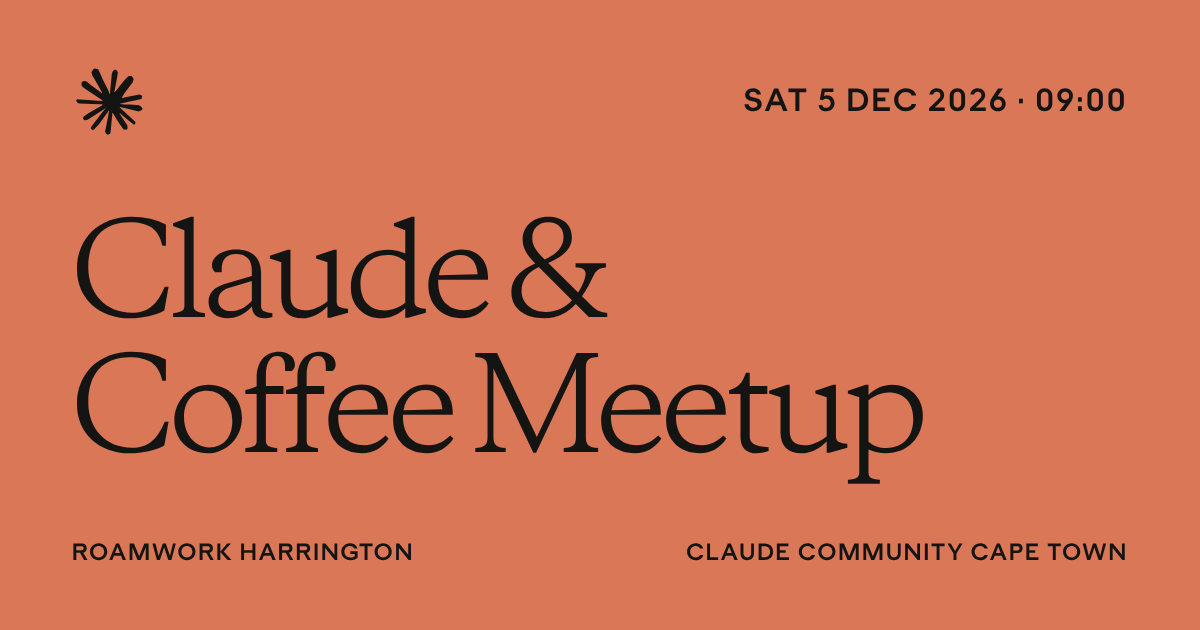 SAT 5 DEC 2026 · 09:00
Claude &
Coffee Meetup
ROAMWORK HARRINGTON
CLAUDE COMMUNITY CAPE TOWN